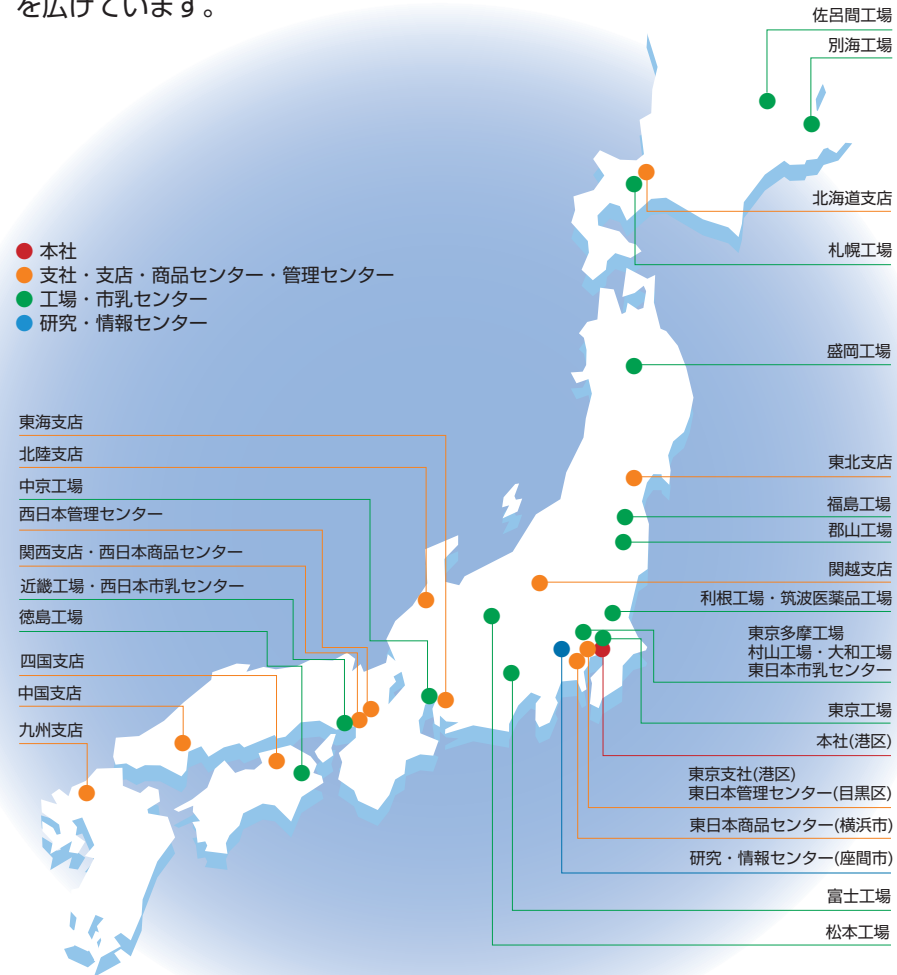 を広げています。
本社
支社・支店・商品センター・管理センター
工場・市乳センター
研究・情報センター
東海支店
北陸支店
中京工場
西日本管理センター
関西支店・西日本商品センター
近畿工場・西日本市乳センター
徳島工場
四国支店
中国支店
九州支店
佐呂間工場
別海工場
北海道支店
札幌工場
盛岡工場
東北支店
福島工場
郡山工場
関越支店
利根工場・筑波医薬品工場
東京多摩工場
村山工場・大和工場
東日本市乳センター
東京工場
本社(港区)
東京支社(港区)
東日本管理センター(目黒区)
東日本商品センター(横浜市)
研究・情報センター(座間市)
富士工場
松本工場